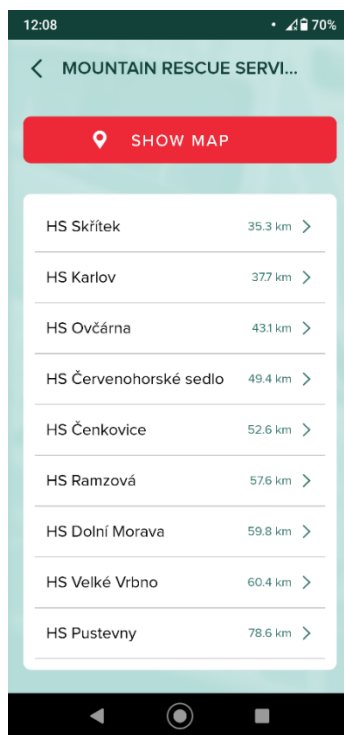 12:08 70%
MOUNTAIN RESCUE SERVI...
SHOW MAP
HS Skřítek 35.3 km
HS Karlov 37.7 km
HS Ovčárna 43.1 km
HS Červenohorské sedlo 49.4 km
HS Čenkovice 52.6 km
HS Ramzová 57.6 km
HS Dolní Morava 59.8 km
HS Velké Vrbno 60.4 km
HS Pustevny 78.6 km